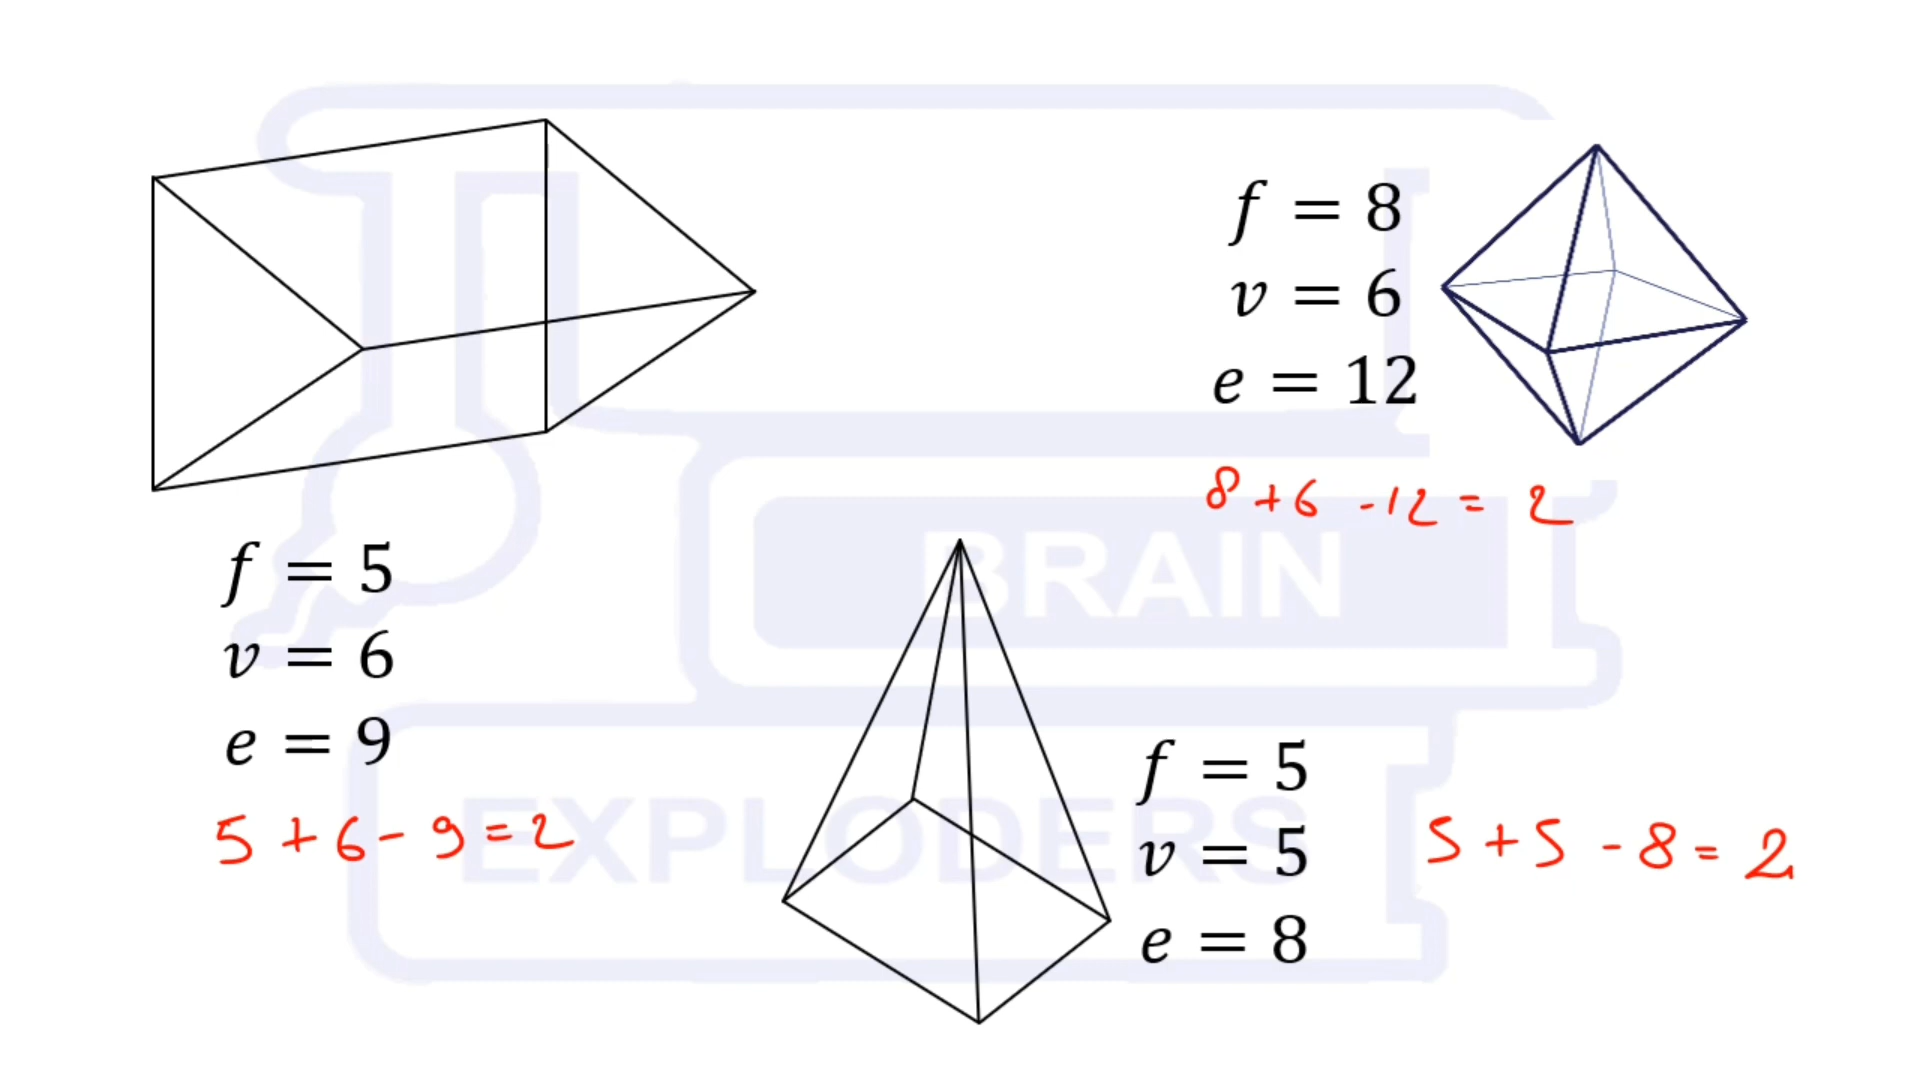 f = 8
v = 6
e = 12
8 + 6 - 12 = 2
f = 5
v = 6
e = 9
5 + 6 - 9 = 2
BRAIN
EXPLODERS
f = 5
v = 5
e = 8
5 + 5 - 8 = 2